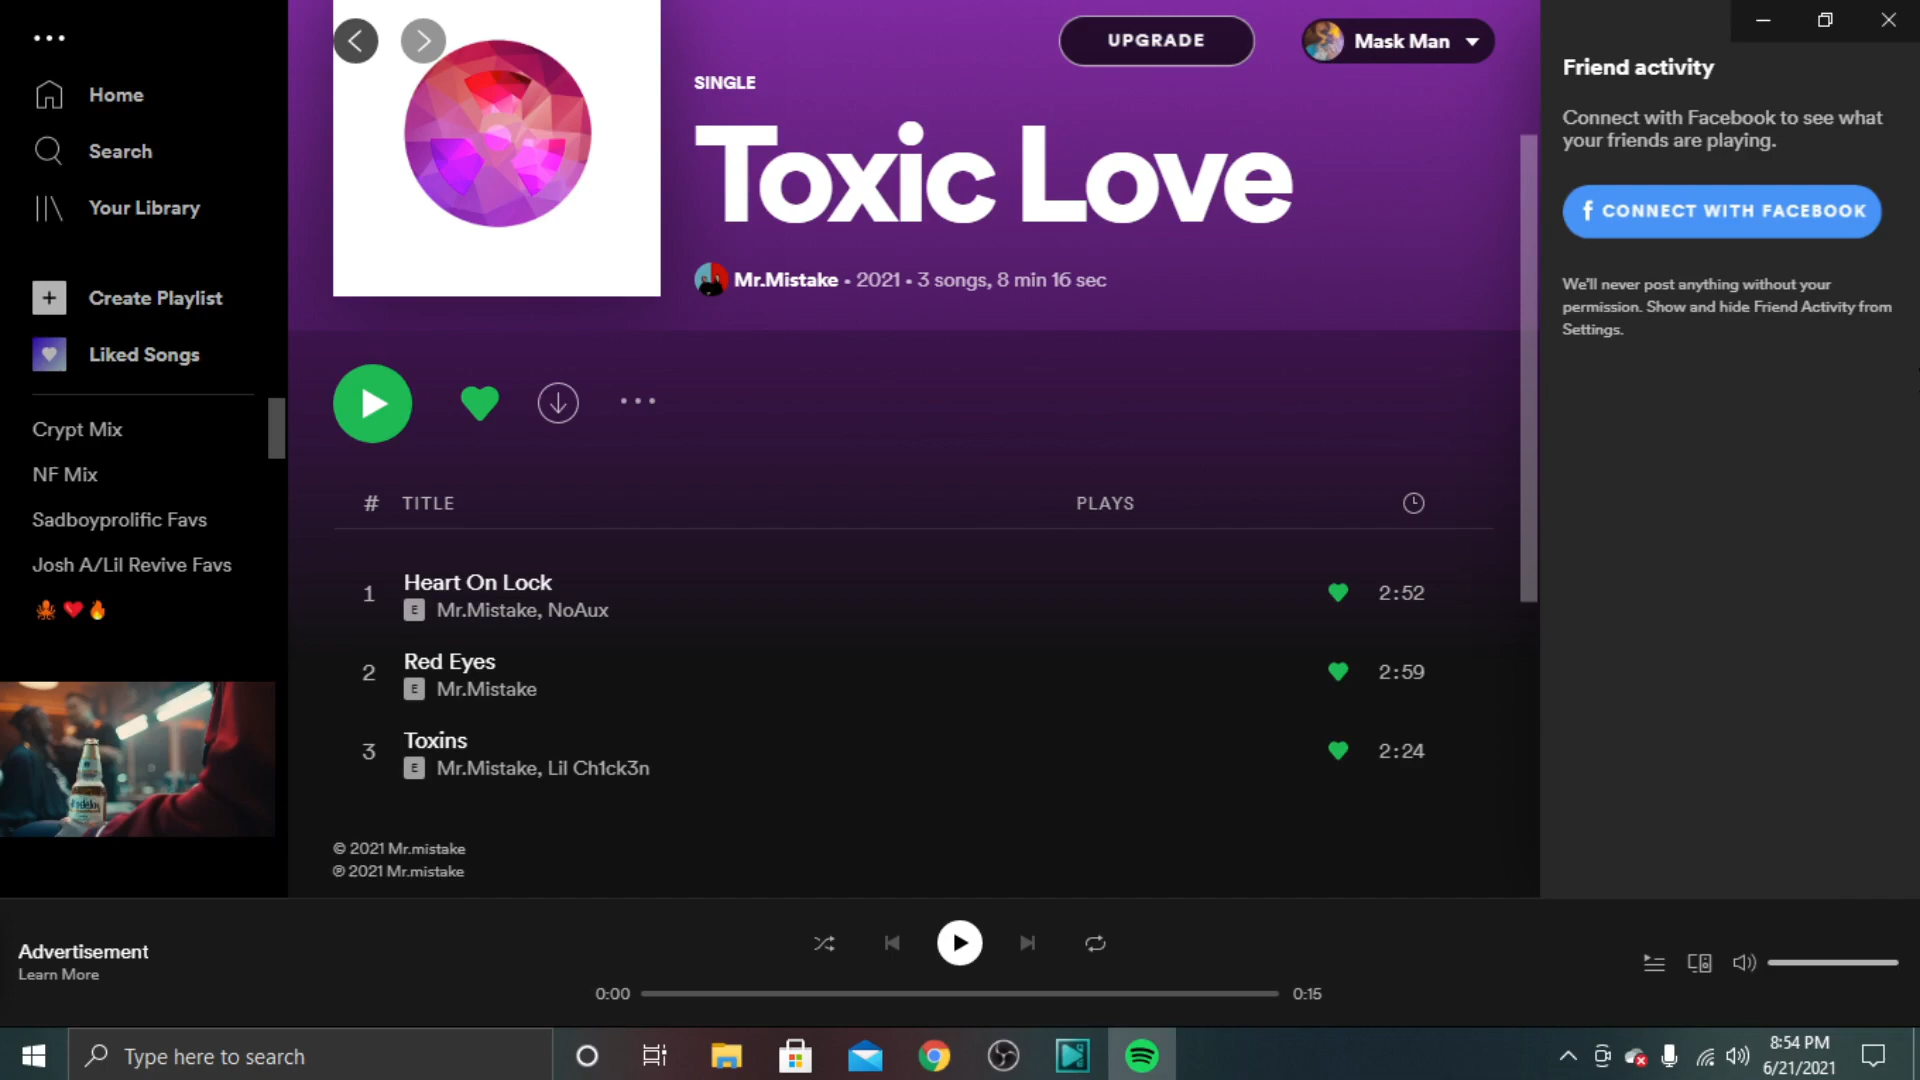 Home
Search
Your Library
Create Playlist
Liked Songs
Crypt Mix
NF Mix
Sadboyprolific Favs
Josh A/Lil Revive Favs
UPGRADE
Mask Man
SINGLE
Toxic Love
Mr.Mistake • 2021 • 3 songs, 8 min 16 sec
# TITLE PLAYS
1 Heart On Lock 2:52
E Mr.Mistake, NoAux
2 Red Eyes 2:59
E Mr.Mistake
3 Toxins 2:24
E Mr.Mistake, Lil Ch1ck3n
© 2021 Mr.mistake
℗ 2021 Mr.mistake
Friend activity
Connect with Facebook to see what
your friends are playing.
f CONNECT WITH FACEBOOK
We'll never post anything without your
permission. Show and hide Friend Activity from
Settings.
Advertisement
Learn More
0:00
0:15
Type here to search
8:54 PM
6/21/2021